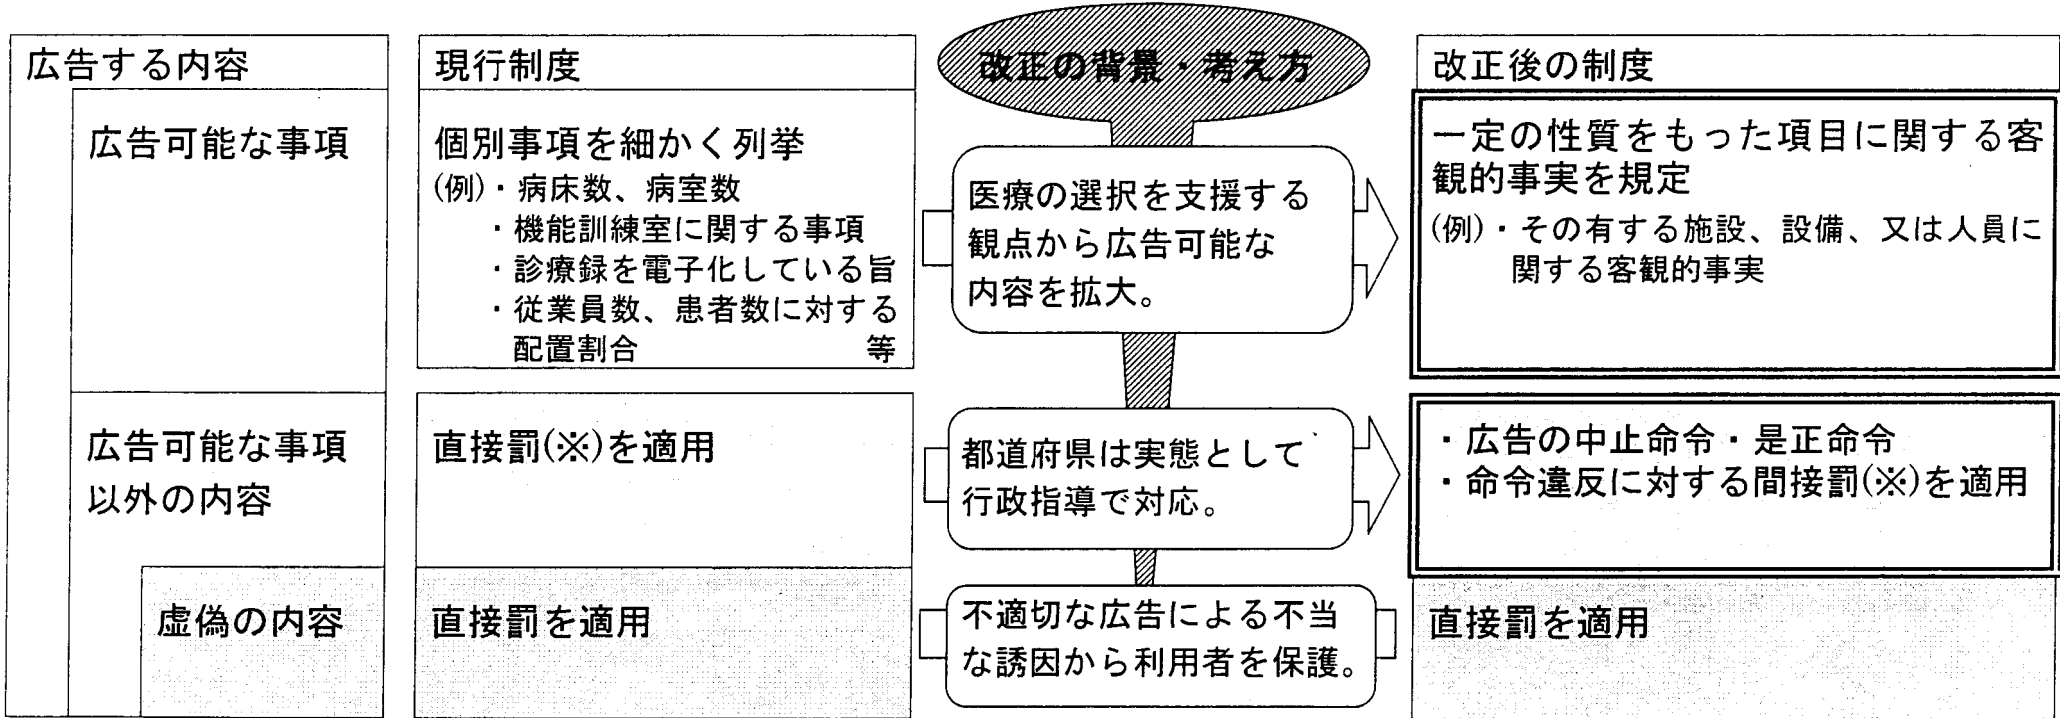 広告する内容
現行制度
改正の背景・考え方
改正後の制度
広告可能な事項
個別事項を細かく列挙
(例)・病床数、病室数
・機能訓練室に関する事項
・診療録を電子化している旨
・従業員数、患者数に対する
配置割合 等
医療の選択を支援する
観点から広告可能な
内容を拡大。
一定の性質をもった項目に関する客
観的事実を規定
(例)・その有する施設、設備、又は人員に
関する客観的事実
広告可能な事項
以外の内容
直接罰(※)を適用
都道府県は実態として
行政指導で対応。
・広告の中止命令・是正命令
・命令違反に対する間接罰(※)を適用
虚偽の内容
直接罰を適用
不適切な広告による不当
な誘因から利用者を保護。
直接罰を適用